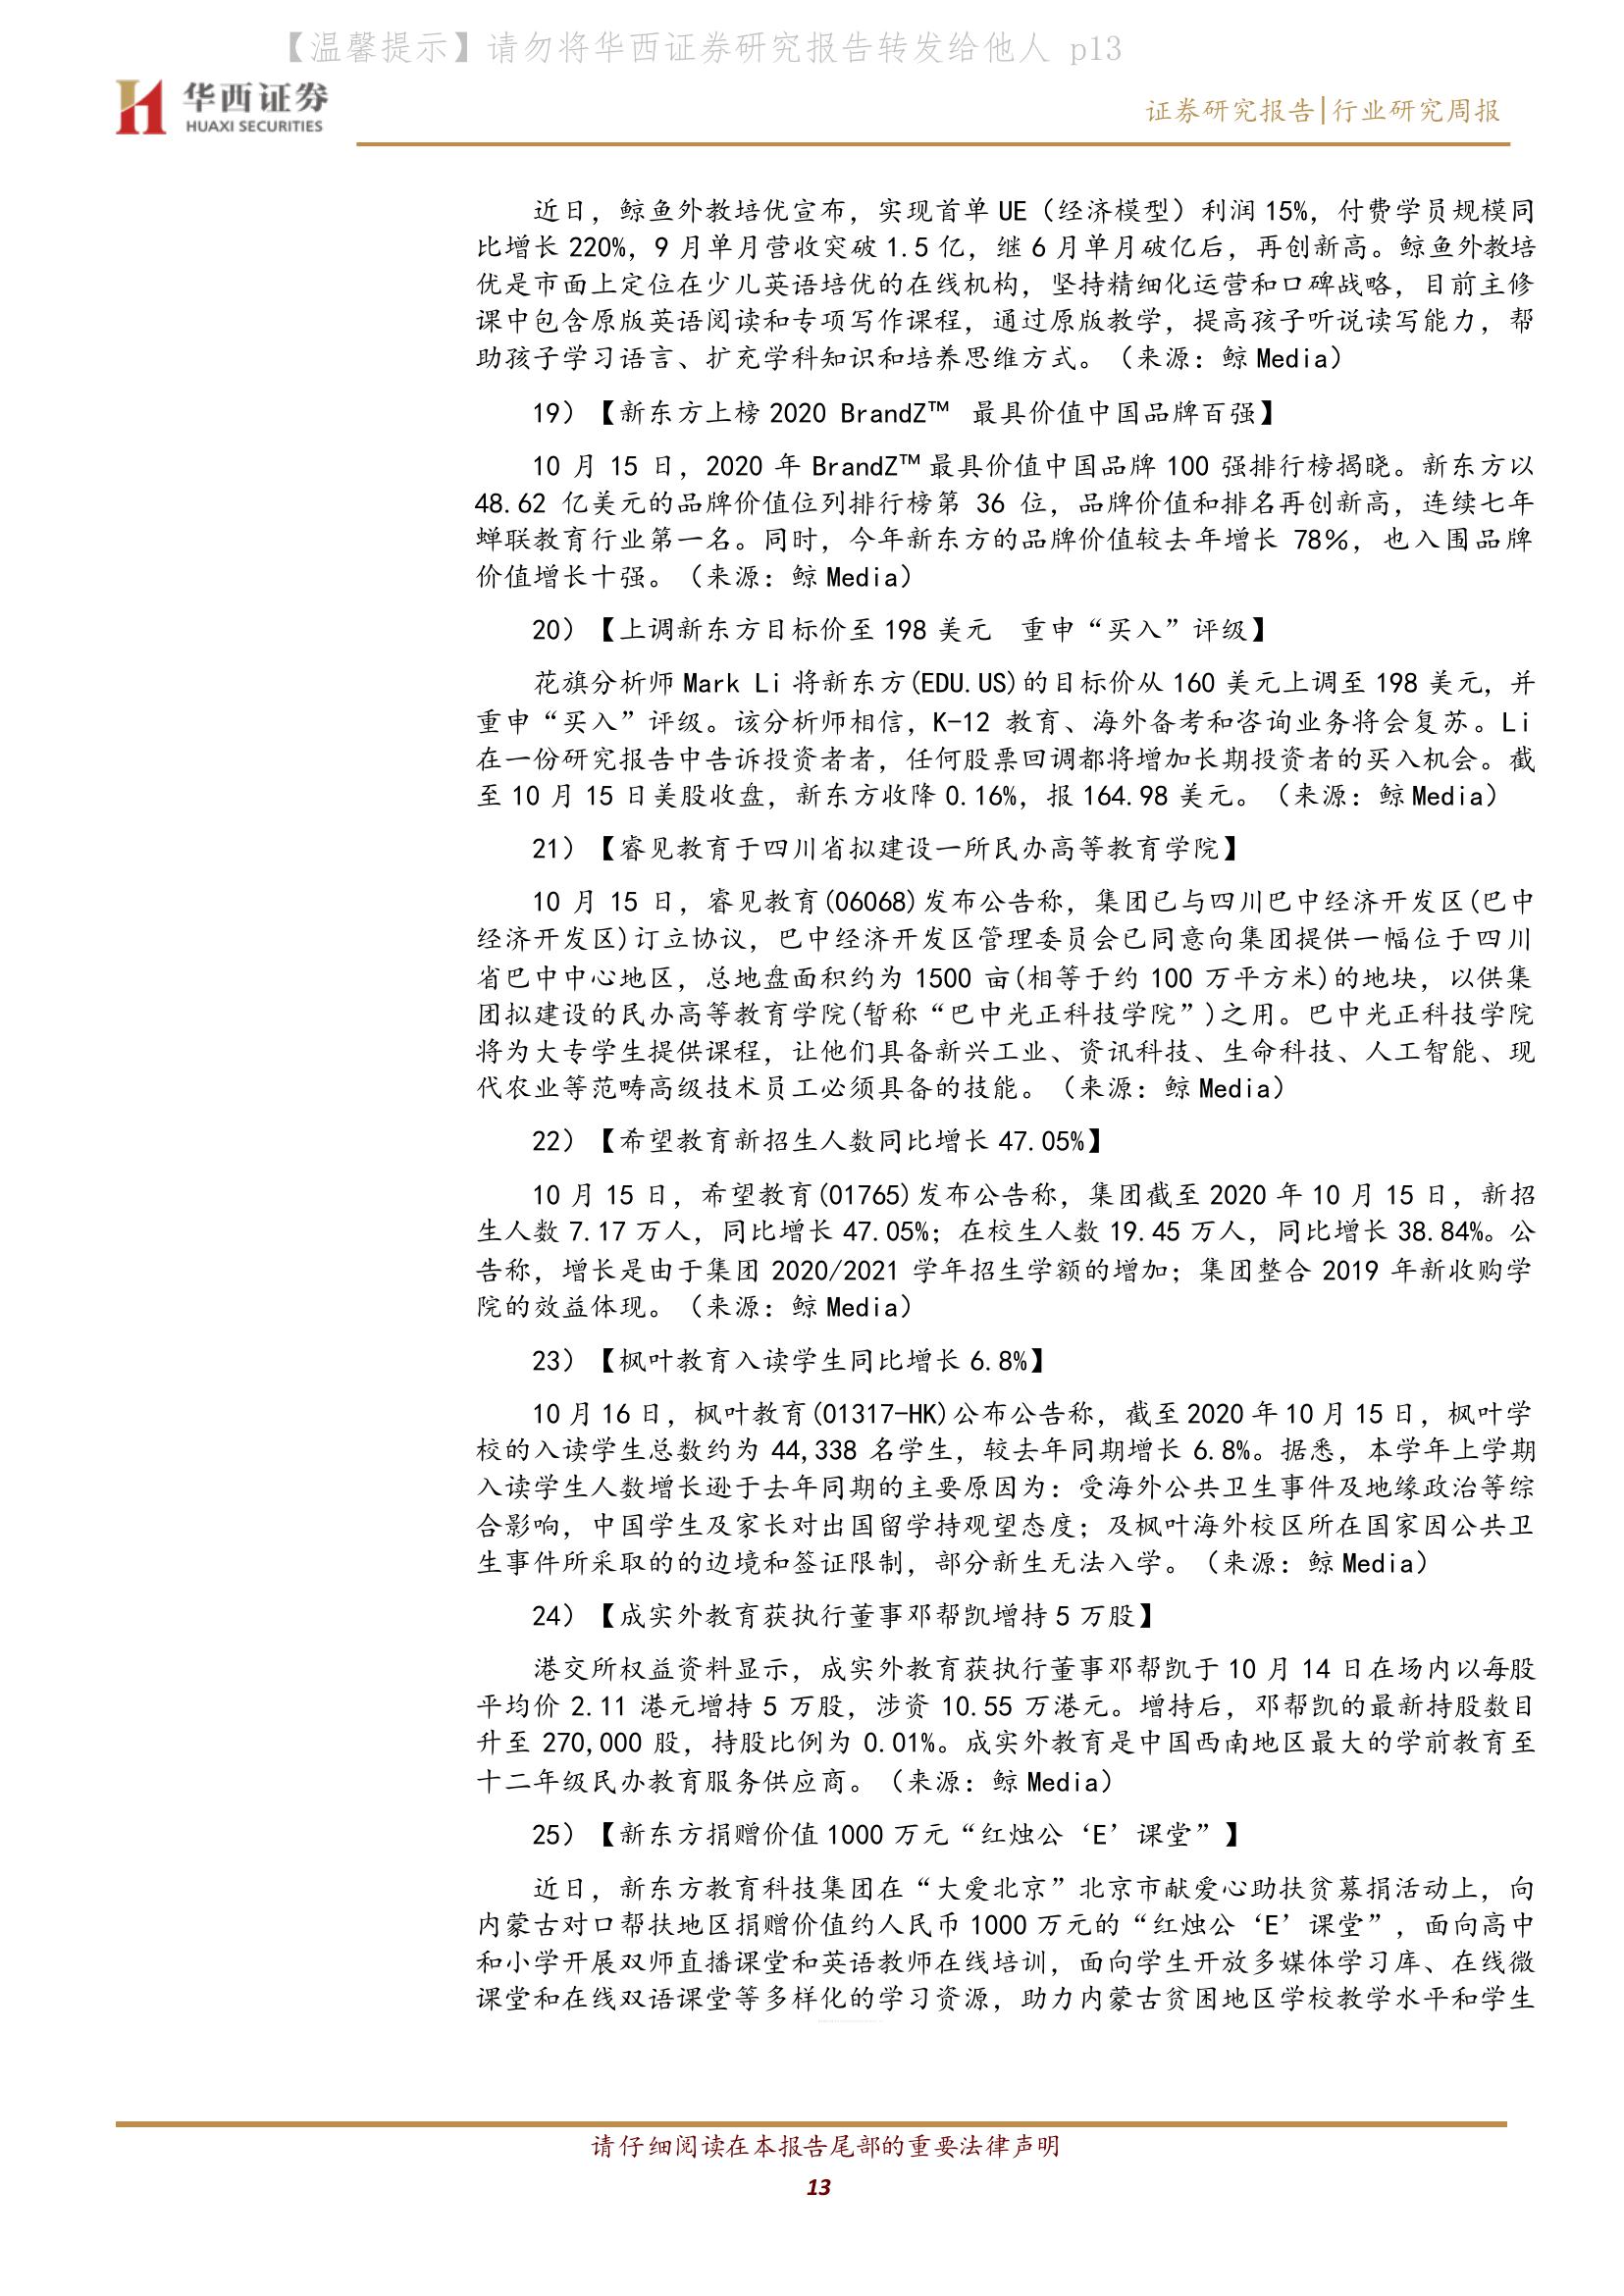 【温馨提示】请勿将华西证券研究报告转发给他人 p13
华西证券
HUAXI SECURITIES
证券研究报告|行业研究周报
近日，鲸鱼外教培优宣布，实现首单 UE（经济模型）利润 15%，付费学员规模同
比增长 220%，9 月单月营收突破 1.5 亿，继 6 月单月破亿后，再创新高。鲸鱼外教培
优是市面上定位在少儿英语培优的在线机构，坚持精细化运营和口碑战略，目前主修
课中包含原版英语阅读和专项写作课程，通过原版教学，提高孩子听说读写能力，帮
助孩子学习语言、扩充学科知识和培养思维方式。（来源：鲸 Media）
19）【新东方上榜 2020 BrandZ™ 最具价值中国品牌百强】
10 月 15 日，2020 年 BrandZ™最具价值中国品牌 100 强排行榜揭晓。新东方以
48.62 亿美元的品牌价值位列排行榜第 36 位，品牌价值和排名再创新高，连续七年
蝉联教育行业第一名。同时，今年新东方的品牌价值较去年增长 78%，也入围品牌
价值增长十强。（来源：鲸 Media）
20）【上调新东方目标价至 198 美元 重申“买入”评级】
花旗分析师 Mark Li 将新东方(EDU.US)的目标价从 160 美元上调至 198 美元，并
重申“买入”评级。该分析师相信，K-12 教育、海外备考和咨询业务将会复苏。Li
在一份研究报告中告诉投资者者，任何股票回调都将增加长期投资者的买入机会。截
至 10 月 15 日美股收盘，新东方收降 0.16%，报 164.98 美元。（来源：鲸 Media）
21）【睿见教育于四川省拟建设一所民办高等教育学院】
10 月 15 日，睿见教育(06068)发布公告称，集团已与四川巴中经济开发区(巴中
经济开发区)订立协议，巴中经济开发区管理委员会已同意向集团提供一幅位于四川
省巴中中心地区，总地盘面积约为 1500 亩(相等于约 100 万平方米)的地块，以供集
团拟建设的民办高等教育学院(暂称“巴中光正科技学院”)之用。巴中光正科技学院
将为大专学生提供课程，让他们具备新兴工业、资讯科技、生命科技、人工智能、现
代农业等范畴高级技术员工必须具备的技能。（来源：鲸 Media）
22）【希望教育新招生人数同比增长 47.05%】
10 月 15 日，希望教育(01765)发布公告称，集团截至 2020 年 10 月 15 日，新招
生人数 7.17 万人，同比增长 47.05%；在校生人数 19.45 万人，同比增长 38.84%。公
告称，增长是由于集团 2020/2021 学年招生学额的增加；集团整合 2019 年新收购学
院的效益体现。（来源：鲸 Media）
23）【枫叶教育入读学生同比增长 6.8%】
10 月 16 日，枫叶教育(01317-HK)公布公告称，截至 2020 年 10 月 15 日，枫叶学
校的入读学生总数约为 44,338 名学生，较去年同期增长 6.8%。据悉，本学年上学期
入读学生人数增长逊于去年同期的主要原因为：受海外公共卫生事件及地缘政治等综
合影响，中国学生及家长对出国留学持观望态度；及枫叶海外校区所在国家因公共卫
生事件所采取的的边境和签证限制，部分新生无法入学。（来源：鲸 Media）
24）【成实外教育获执行董事邓帮凯增持 5 万股】
港交所权益资料显示，成实外教育获执行董事邓帮凯于 10 月 14 日在场内以每股
平均价 2.11 港元增持 5 万股，涉资 10.55 万港元。增持后，邓帮凯的最新持股数目
升至 270,000 股，持股比例为 0.01%。成实外教育是中国西南地区最大的学前教育至
十二年级民办教育服务供应商。（来源：鲸 Media）
25）【新东方捐赠价值 1000 万元“红烛公‘E’课堂”】
近日，新东方教育科技集团在“大爱北京”北京市献爱心助扶贫募捐活动上，向
内蒙古对口帮扶地区捐赠价值约人民币 1000 万元的“红烛公‘E’课堂”，面向高中
和小学开展双师直播课堂和英语教师在线培训，面向学生开放多媒体学习库、在线微
课堂和在线双语课堂等多样化的学习资源，助力内蒙古贫困地区学校教学水平和学生
请仔细阅读在本报告尾部的重要法律声明
13